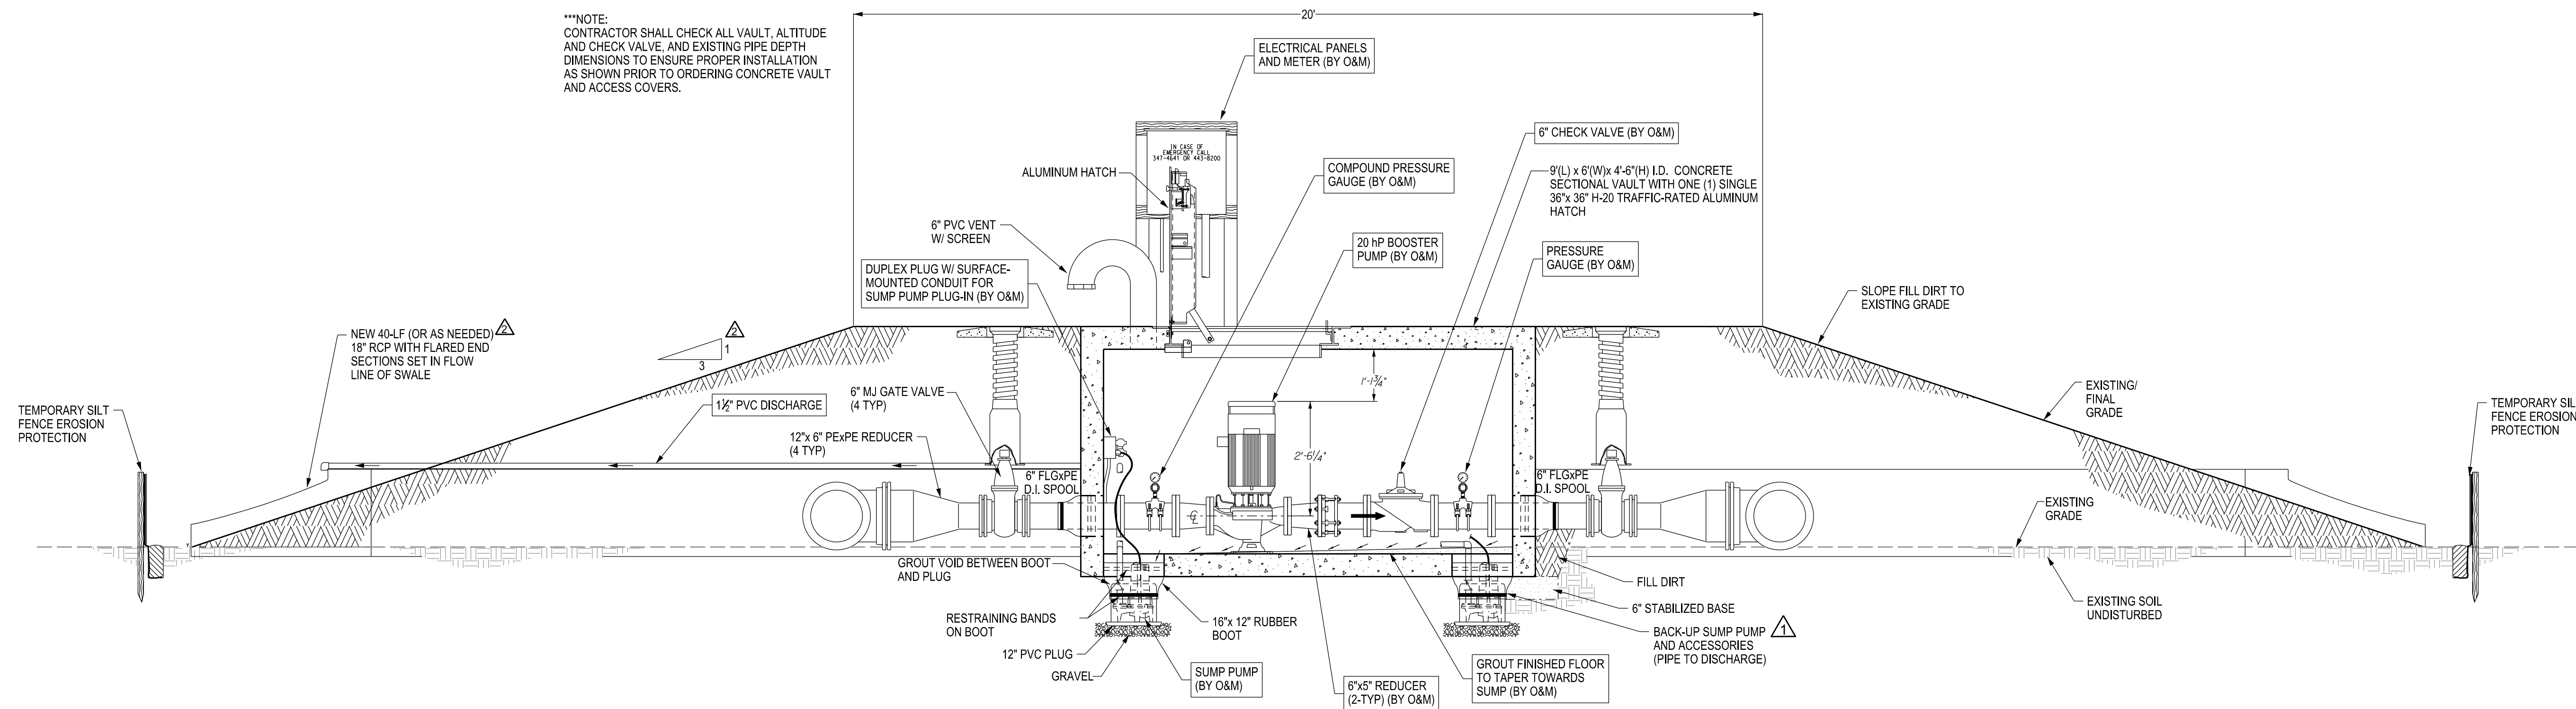 ***NOTE:
CONTRACTOR SHALL CHECK ALL VAULT, ALTITUDE
AND CHECK VALVE, AND EXISTING PIPE DEPTH
DIMENSIONS TO ENSURE PROPER INSTALLATION
AS SHOWN PRIOR TO ORDERING CONCRETE VAULT
AND ACCESS COVERS.
20'
ELECTRICAL PANELS
AND METER (BY O&M)
IN CASE OF
EMERGENCY CALL
347-4641 OR 443-8200
ALUMINUM HATCH
6" PVC VENT
W/ SCREEN
DUPLEX PLUG W/ SURFACE-
MOUNTED CONDUIT FOR
SUMP PUMP PLUG-IN (BY O&M)
COMPOUND PRESSURE
GAUGE (BY O&M)
6" CHECK VALVE (BY O&M)
9'(L) x 6'(W)x 4'-6"(H) I.D. CONCRETE
SECTIONAL VAULT WITH ONE (1) SINGLE
36"x 36" H-20 TRAFFIC-RATED ALUMINUM
HATCH
20 hP BOOSTER
PUMP (BY O&M)
PRESSURE
GAUGE (BY O&M)
SLOPE FILL DIRT TO
EXISTING GRADE
NEW 40-LF (OR AS NEEDED) 2
18" RCP WITH FLARED END
SECTIONS SET IN FLOW
LINE OF SWALE
2
1
3
1'-1¾"
2'-6¼"
6" MJ GATE VALVE
(4 TYP)
1½" PVC DISCHARGE
12"x 6" PExPE REDUCER
(4 TYP)
TEMPORARY SILT
FENCE EROSION
PROTECTION
EXISTING/
FINAL
GRADE
TEMPORARY SIL
FENCE EROSION
PROTECTION
6" FLGxPE
D.I. SPOOL
6" FLGxPE
D.I. SPOOL
CL
EXISTING
GRADE
GROUT VOID BETWEEN BOOT
AND PLUG
RESTRAINING BANDS
ON BOOT
12" PVC PLUG
GRAVEL
16"x 12" RUBBER
BOOT
SUMP PUMP
(BY O&M)
6"x5" REDUCER
(2-TYP) (BY O&M)
GROUT FINISHED FLOOR
TO TAPER TOWARDS
SUMP (BY O&M)
FILL DIRT
6" STABILIZED BASE
BACK-UP SUMP PUMP 1
AND ACCESSORIES
(PIPE TO DISCHARGE)
EXISTING SOIL
UNDISTURBED